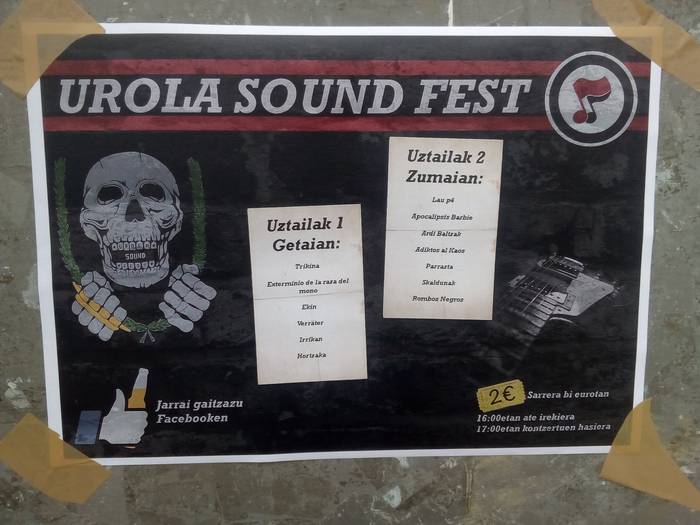 UROLA SOUND FEST
UROLA
SOUND
Uztailak 1
Getaian:
Trikina
Exterminio de la raza del
mono
Ekin
Verräter
Irrikan
Hortzaka
Uztailak 2
Zumaian:
Lau pé
Apocalipsis Barbie
Ardi Baltzak
Adiktos al Kaos
Parrasta
Skaldunak
Rombos Negros
Jarrai gaitzazu
Facebooken
2€ Sarrera bi eurotan
16:00etan ate irekiera
17:00etan kontzertuen hasiera